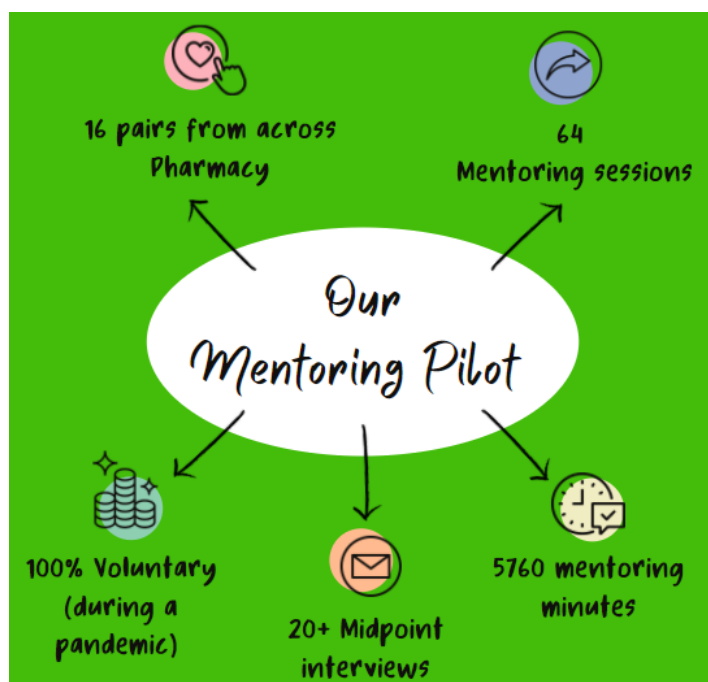 16 pairs from across
Pharmacy
64
Mentoring sessions
Our
Mentoring Pilot
100% Voluntary
(during a
pandemic)
20+ Midpoint
interviews
5760 mentoring
minutes